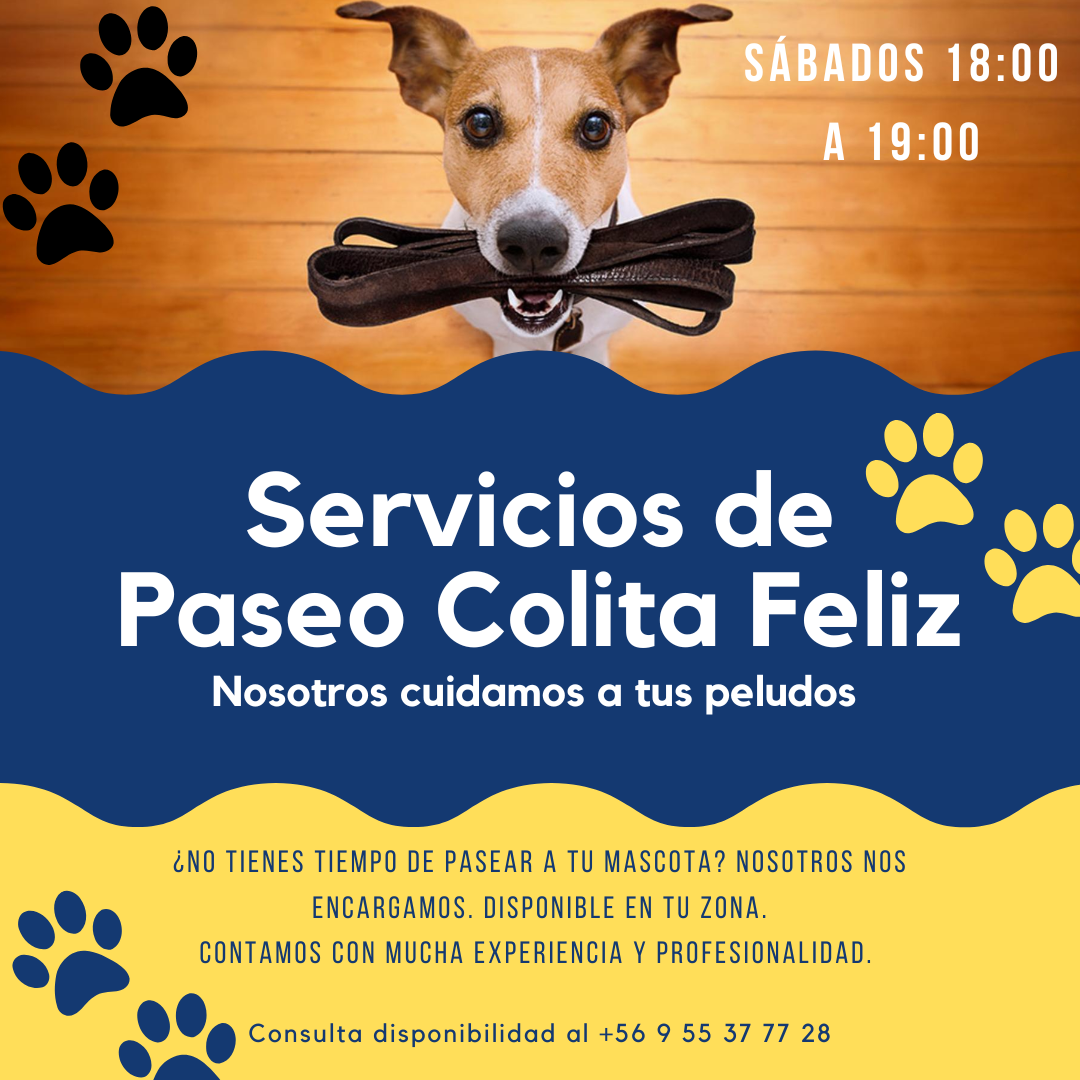 SÁBADOS 18:00
A 19:00
Servicios de
Paseo Colita Feliz
Nosotros cuidamos a tus peludos
¿NO TIENES TIEMPO DE PASEAR A TU MASCOTA? NOSOTROS NOS
ENCARGAMOS. DISPONIBLE EN TU ZONA.
CONTAMOS CON MUCHA EXPERIENCIA Y PROFESIONALIDAD.
Consulta disponibilidad al +56 9 55 37 77 28